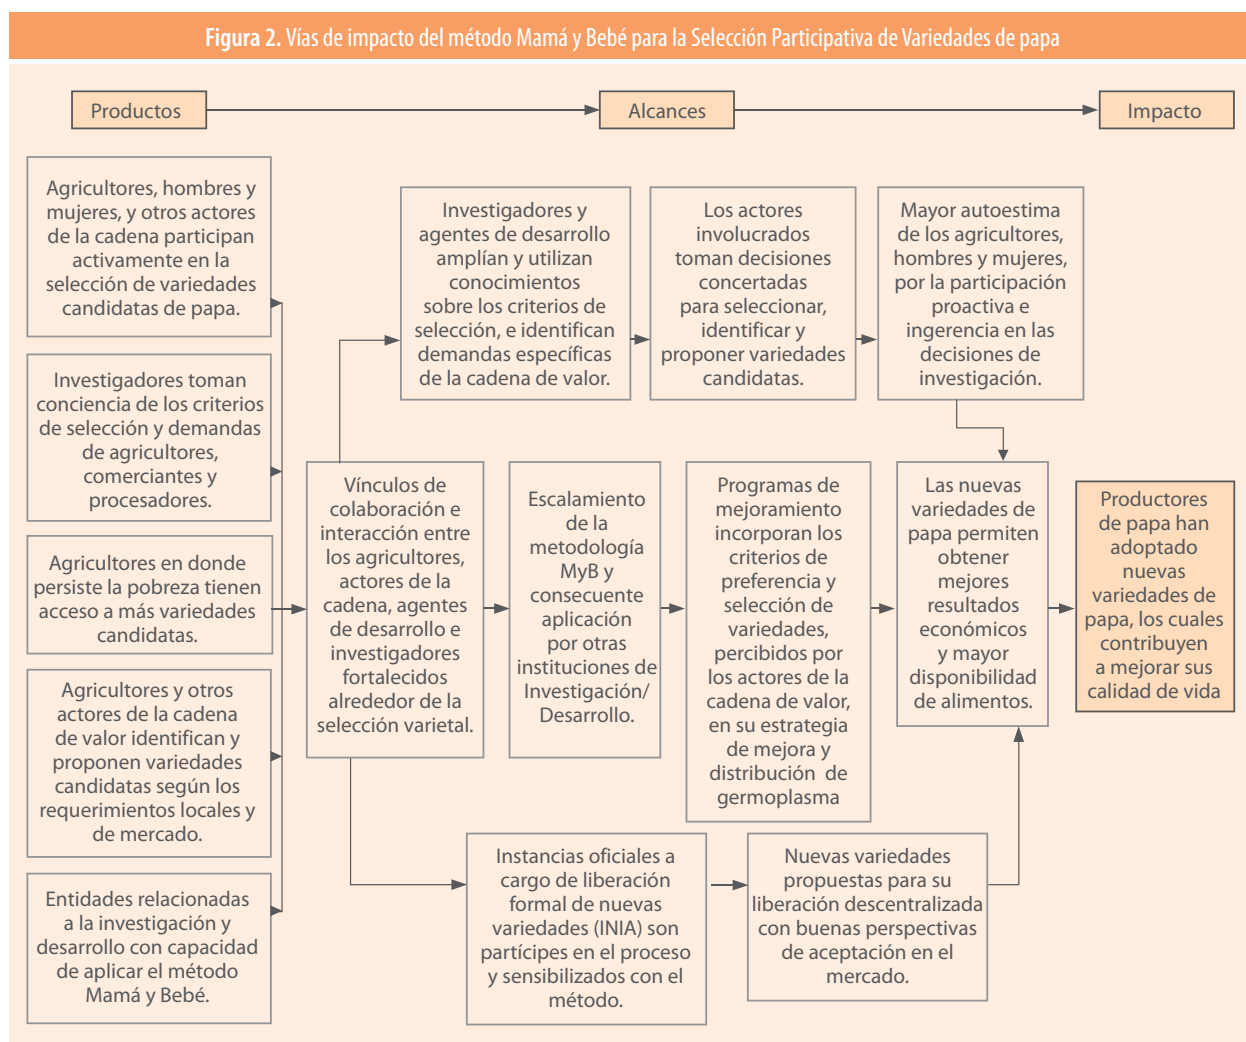 Figura 2. Vías de impacto del método Mamá y Bebé para la Selección Participativa de Variedades de papa
Productos
Alcances
Impacto
Agricultores, hombres y
mujeres, y otros actores
de la cadena participan
activamente en la
selección de variedades
candidatas de papa.
Investigadores toman
conciencia de los criterios
de selección y demandas
de agricultores,
comerciantes y
procesadores.
Agricultores en donde
persiste la pobreza tienen
acceso a más variedades
candidatas.
Agricultores y otros
actores de la cadena
de valor identifican y
proponen variedades
candidatas según los
requerimientos locales y
de mercado.
Entidades relacionadas
a la investigación y
desarrollo con capacidad
de aplicar el método
Mamá y Bebé.
Investigadores y
agentes de desarrollo
amplían y utilizan
conocimientos
sobre los criterios de
selección, e identifican
demandas específicas
de la cadena de valor.
Los actores
involucrados
toman decisiones
concertadas
para seleccionar,
identificar y
proponer variedades
candidatas.
Mayor autoestima
de los agricultores,
hombres y mujeres,
por la participación
proactiva e
ingerencia en las
decisiones de
investigación.
Vínculos de
colaboración e
interacción entre
los agricultores,
actores de la
cadena, agentes
de desarrollo e
investigadores
fortalecidos
alrededor de la
selección varietal.
Escalamiento
de la
metodología
MyB y
consecuente
aplicación
por otras
instituciones de
Investigación/
Desarrollo.
Programas de
mejoramiento
incorporan los
criterios de
preferencia y
selección de
variedades,
percibidos por
los actores de la
cadena de valor,
en su estrategia
de mejora y
distribución de
germoplasma
Las nuevas
variedades de
papa permiten
obtener
mejores
resultados
económicos
y mayor
disponibilidad
de alimentos.
Productores
de papa han
adoptado
nuevas
variedades de
papa, los cuales
contribuyen
a mejorar sus
calidad de vida
Instancias oficiales a
cargo de liberación
formal de nuevas
variedades (INIA) son
partícipes en el proceso
y sensibilizados con el
método.
Nuevas variedades
propuestas para su
liberación descentralizada
con buenas perspectivas
de aceptación en el
mercado.